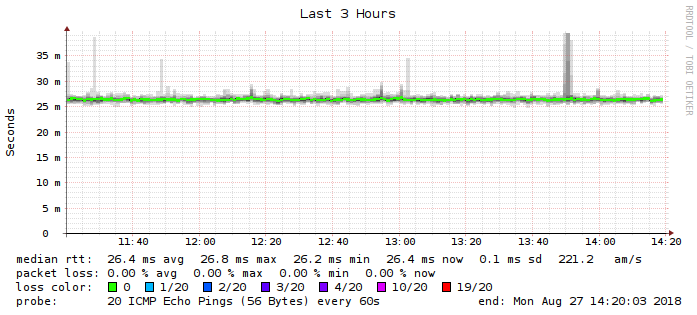 Last 3 Hours
RRDTOOL / TOBI OETIKER
Seconds
35 m
30 m
25 m
20 m
15 m
10 m
5 m
0
11:40 12:00 12:20 12:40 13:00 13:20 13:40 14:00 14:20
median rtt: 26.4 ms avg 26.8 ms max 26.2 ms min 26.4 ms now 0.1 ms sd 221.2 am/s
packet loss: 0.00 % avg 0.00 % max 0.00 % min 0.00 % now
loss color: 0 1/20 2/20 3/20 4/20 10/20 19/20
probe: 20 ICMP Echo Pings (56 Bytes) every 60s end: Mon Aug 27 14:20:03 2018